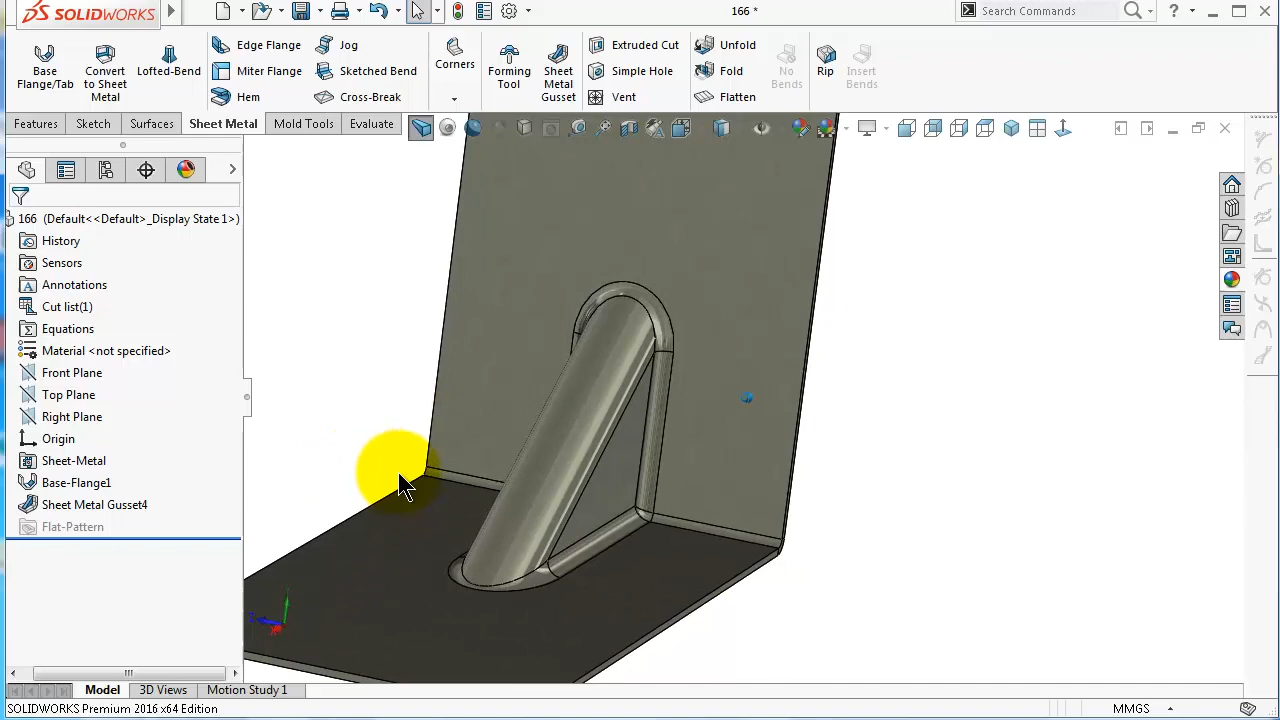 SOLIDWORKS
166 *
Search Commands
?
Base Flange/Tab
Convert to Sheet Metal
Lofted-Bend
Edge Flange
Miter Flange
Hem
Jog
Sketched Bend
Cross-Break
Corners
Forming Tool
Sheet Metal Gusset
Extruded Cut
Simple Hole
Vent
Unfold
Fold
Flatten
No Bends
Rip
Insert Bends
Features
Sketch
Surfaces
Sheet Metal
Mold Tools
Evaluate
166 (Default<<Default>_Display State 1>)
History
Sensors
Annotations
Cut list(1)
Equations
Material <not specified>
Front Plane
Top Plane
Right Plane
Origin
Sheet-Metal
Base-Flange1
Sheet Metal Gusset4
Flat-Pattern
Model
3D Views
Motion Study 1
SOLIDWORKS Premium 2016 x64 Edition
MMGS